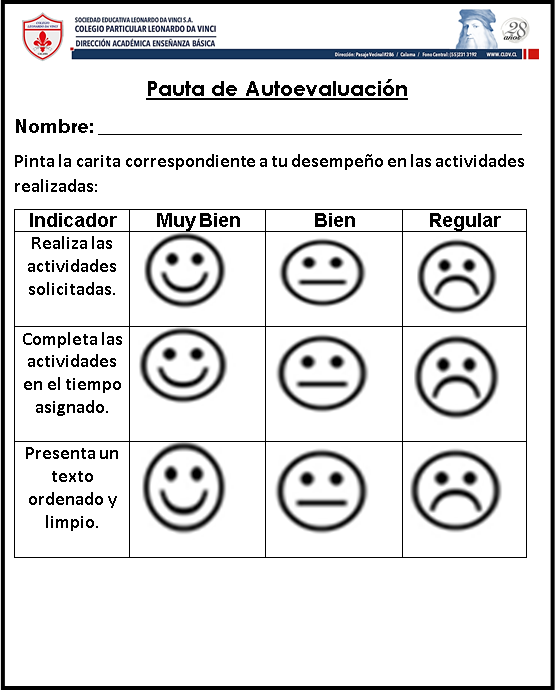 SOCIEDAD EDUCATIVA LEONARDO DA VINCI S.A.
COLEGIO PARTICULAR LEONARDO DA VINCI
DIRECCIÓN ACADÉMICA ENSEÑANZA BÁSICA
28 años
Dirección: Pasaje Vecinal #286 / Calama / Fono Central: (55)231 3192 WWW.CLDV.CL
Pauta de Autoevaluación
Nombre:
Pinta la carita correspondiente a tu desempeño en las actividades
realizadas:
Indicador Muy Bien Bien Regular
Realiza las
actividades
solicitadas.
Completa las
actividades
en el tiempo
asignado.
Presenta un
texto
ordenado y
limpio.